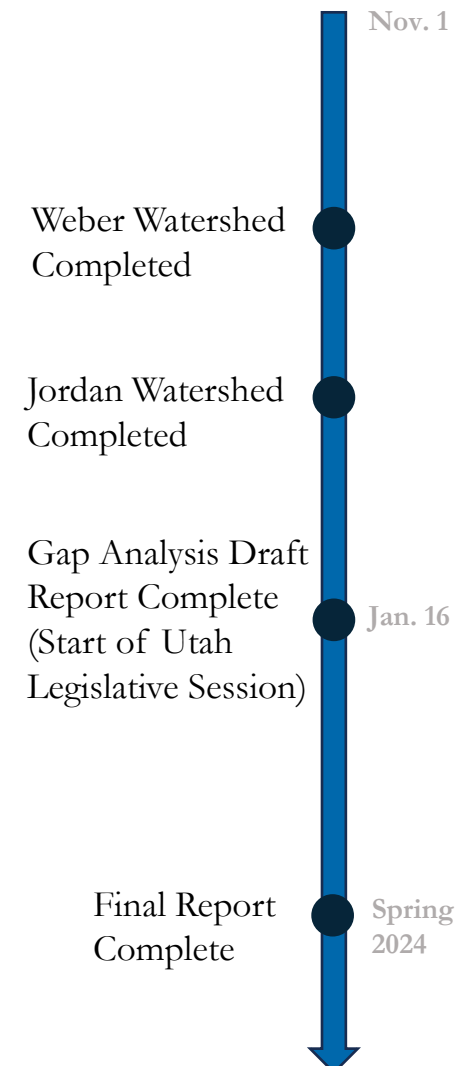 Nov. 1
Weber Watershed
Completed
Jordan Watershed
Completed
Gap Analysis Draft
Report Complete
(Start of Utah
Legislative Session)
Jan. 16
Final Report
Complete
Spring
2024